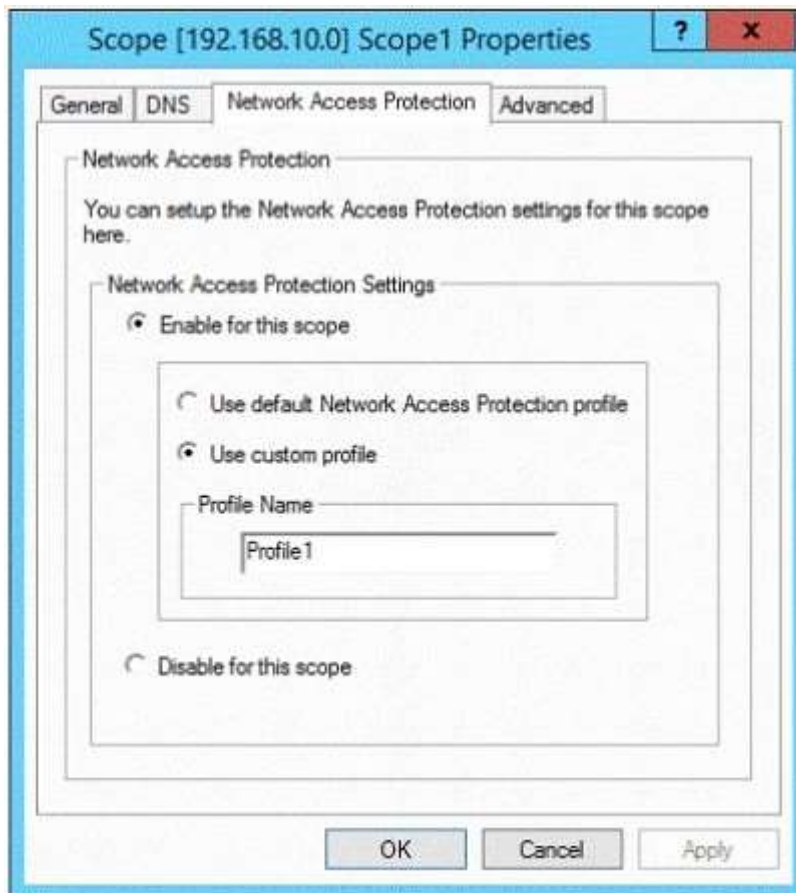 Scope [192.168.10.0] Scope1 Properties
? x
General DNS Network Access Protection Advanced
Network Access Protection
You can setup the Network Access Protection settings for this scope
here.
Network Access Protection Settings
Enable for this scope
Use default Network Access Protection profile
Use custom profile
Profile Name
Profile1
Disable for this scope
OK Cancel Apply